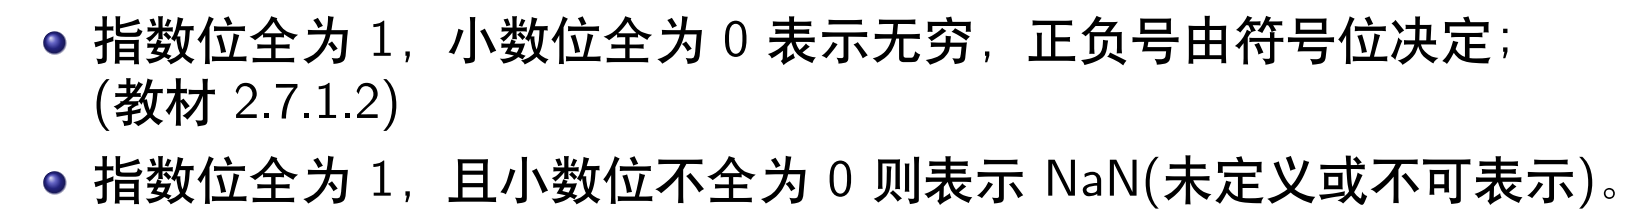 指数位全为 1，小数位全为 0 表示无穷，正负号由符号位决定；
(教材 2.7.1.2)
指数位全为 1，且小数位不全为 0 则表示 NaN(未定义或不可表示)。